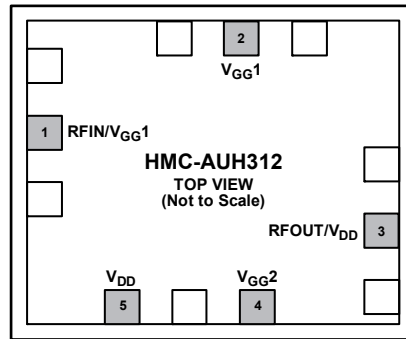 2
VGG1
1 RFIN/VGG1
HMC-AUH312
TOP VIEW
(Not to Scale)
RFOUT/VDD 3
VDD VGG2
5 4